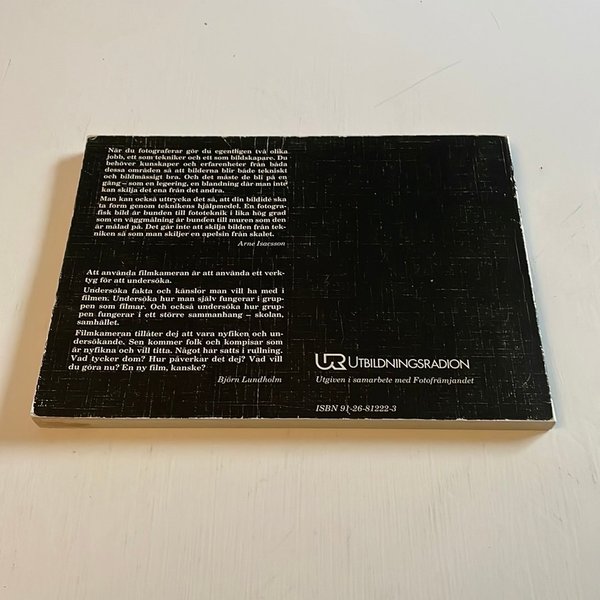 När du fotograferar gör du egentligen två olika
jobb, ett som tekniker och ett som bildskapare. Du
behöver kunskaper och erfarenheter från båda
dessa områden så att bilderna blir både tekniskt
och bildmässigt bra. Och det måste de bli på en
gång – som en legering, en blandning där man inte
kan skilja det ena från det andra.
Man kan också uttrycka det så, att din bildidé ska
ta form genom teknikens hjälpmedel. En fotogra-
fisk bild är bunden till fototeknik i lika hög grad
som en väggmålning är bunden till muren som den
är målad på. Det går inte att skilja bilden från tek-
niken så som man skiljer en apelsin från skalet.
Arne Isacsson
Att använda filmkameran är att använda ett verk-
tyg för att undersöka.
Undersöka fakta och känslor man vill ha med i
filmen. Undersöka hur man själv fungerar i grup-
pen som filmar. Och också undersöka hur grup-
pen fungerar i ett större sammanhang – skolan,
samhället.
Filmkameran tillåter dej att vara nyfiken och un-
dersökande. Sen kommer folk och kompisar som
är nyfikna och vill titta. Något har satts i rullning.
Vad tycker dom? Hur påverkar det dej? Vad vill
du göra nu? En ny film, kanske?
Björn Lundholm
UR UTBILDNINGSRADION
Utgiven i samarbete med Fotofrämjandet
ISBN 91-26-81222-3